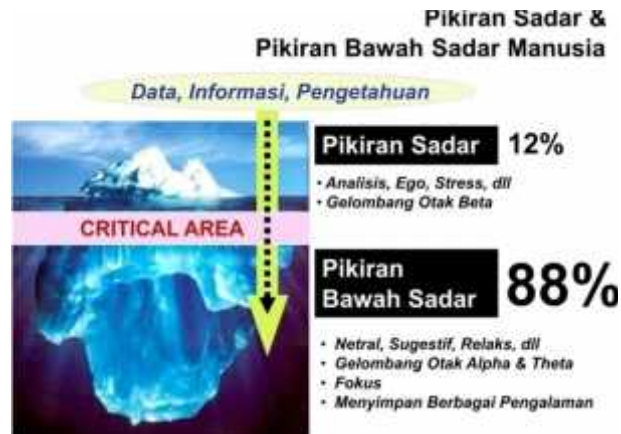 Pikiran Sadar &
Pikiran Bawah Sadar Manusia
Data, Informasi, Pengetahuan
Pikiran Sadar 12%
• Analisis, Ego, Stress, dll
• Gelombang Otak Beta
CRITICAL AREA
Pikiran
Bawah Sadar 88%
• Netral, Sugestif, Relaks, dll
• Gelombang Otak Alpha & Theta
• Fokus
• Menyimpan Berbagai Pengalaman